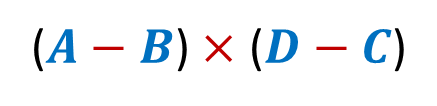 (A − B) × (D − C)